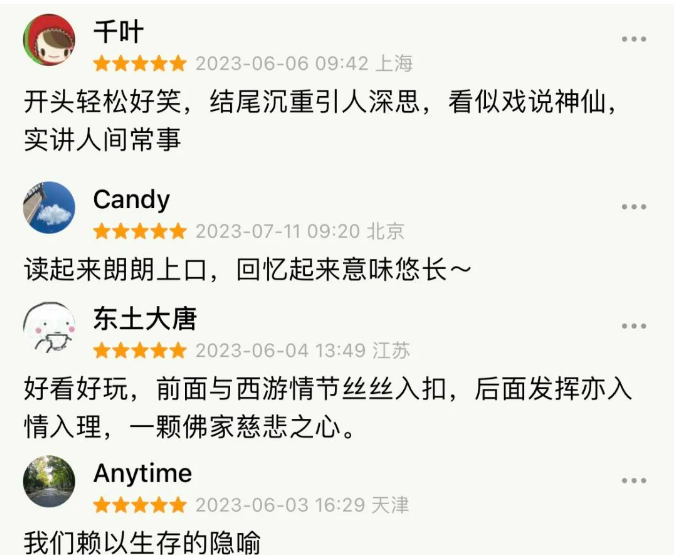 千叶
2023-06-06 09:42 上海
开头轻松好笑，结尾沉重引人深思，看似戏说神仙，
实讲人间常事
Candy
2023-07-11 09:20 北京
读起来朗朗上口，回忆起来意味悠长～
东土大唐
2023-06-04 13:49 江苏
好看好玩，前面与西游情节丝丝入扣，后面发挥亦入
情入理，一颗佛家慈悲之心。
Anytime
2023-06-03 16:29 天津
我们赖以生存的隐喻